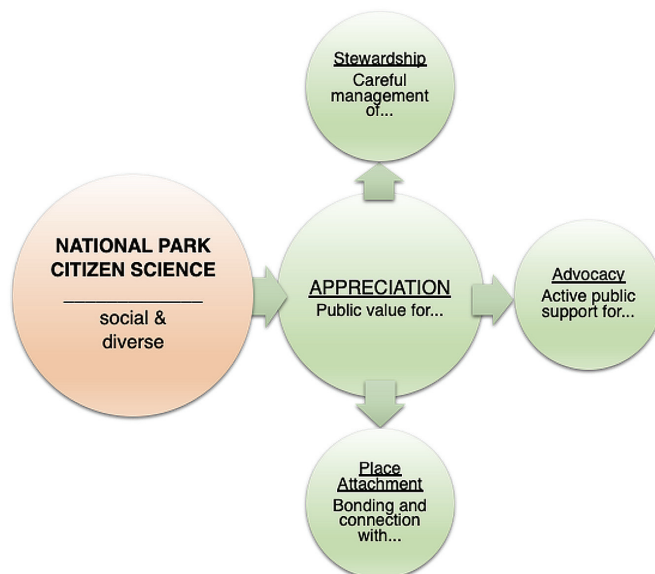 Stewardship
Careful
management
of...
NATIONAL PARK
CITIZEN SCIENCE
social &
diverse
APPRECIATION
Public value for...
Advocacy
Active public
support for...
Place
Attachment
Bonding and
connection
with...